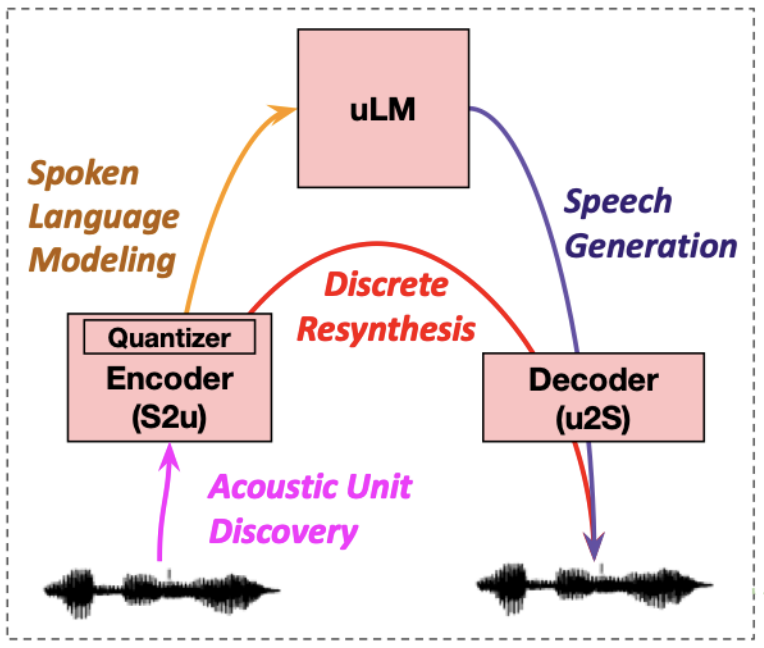 uLM
Spoken
Language
Modeling
Speech
Generation
Discrete
Resynthesis
Quantizer
Encoder
(S2u)
Decoder
(u2S)
Acoustic Unit
Discovery